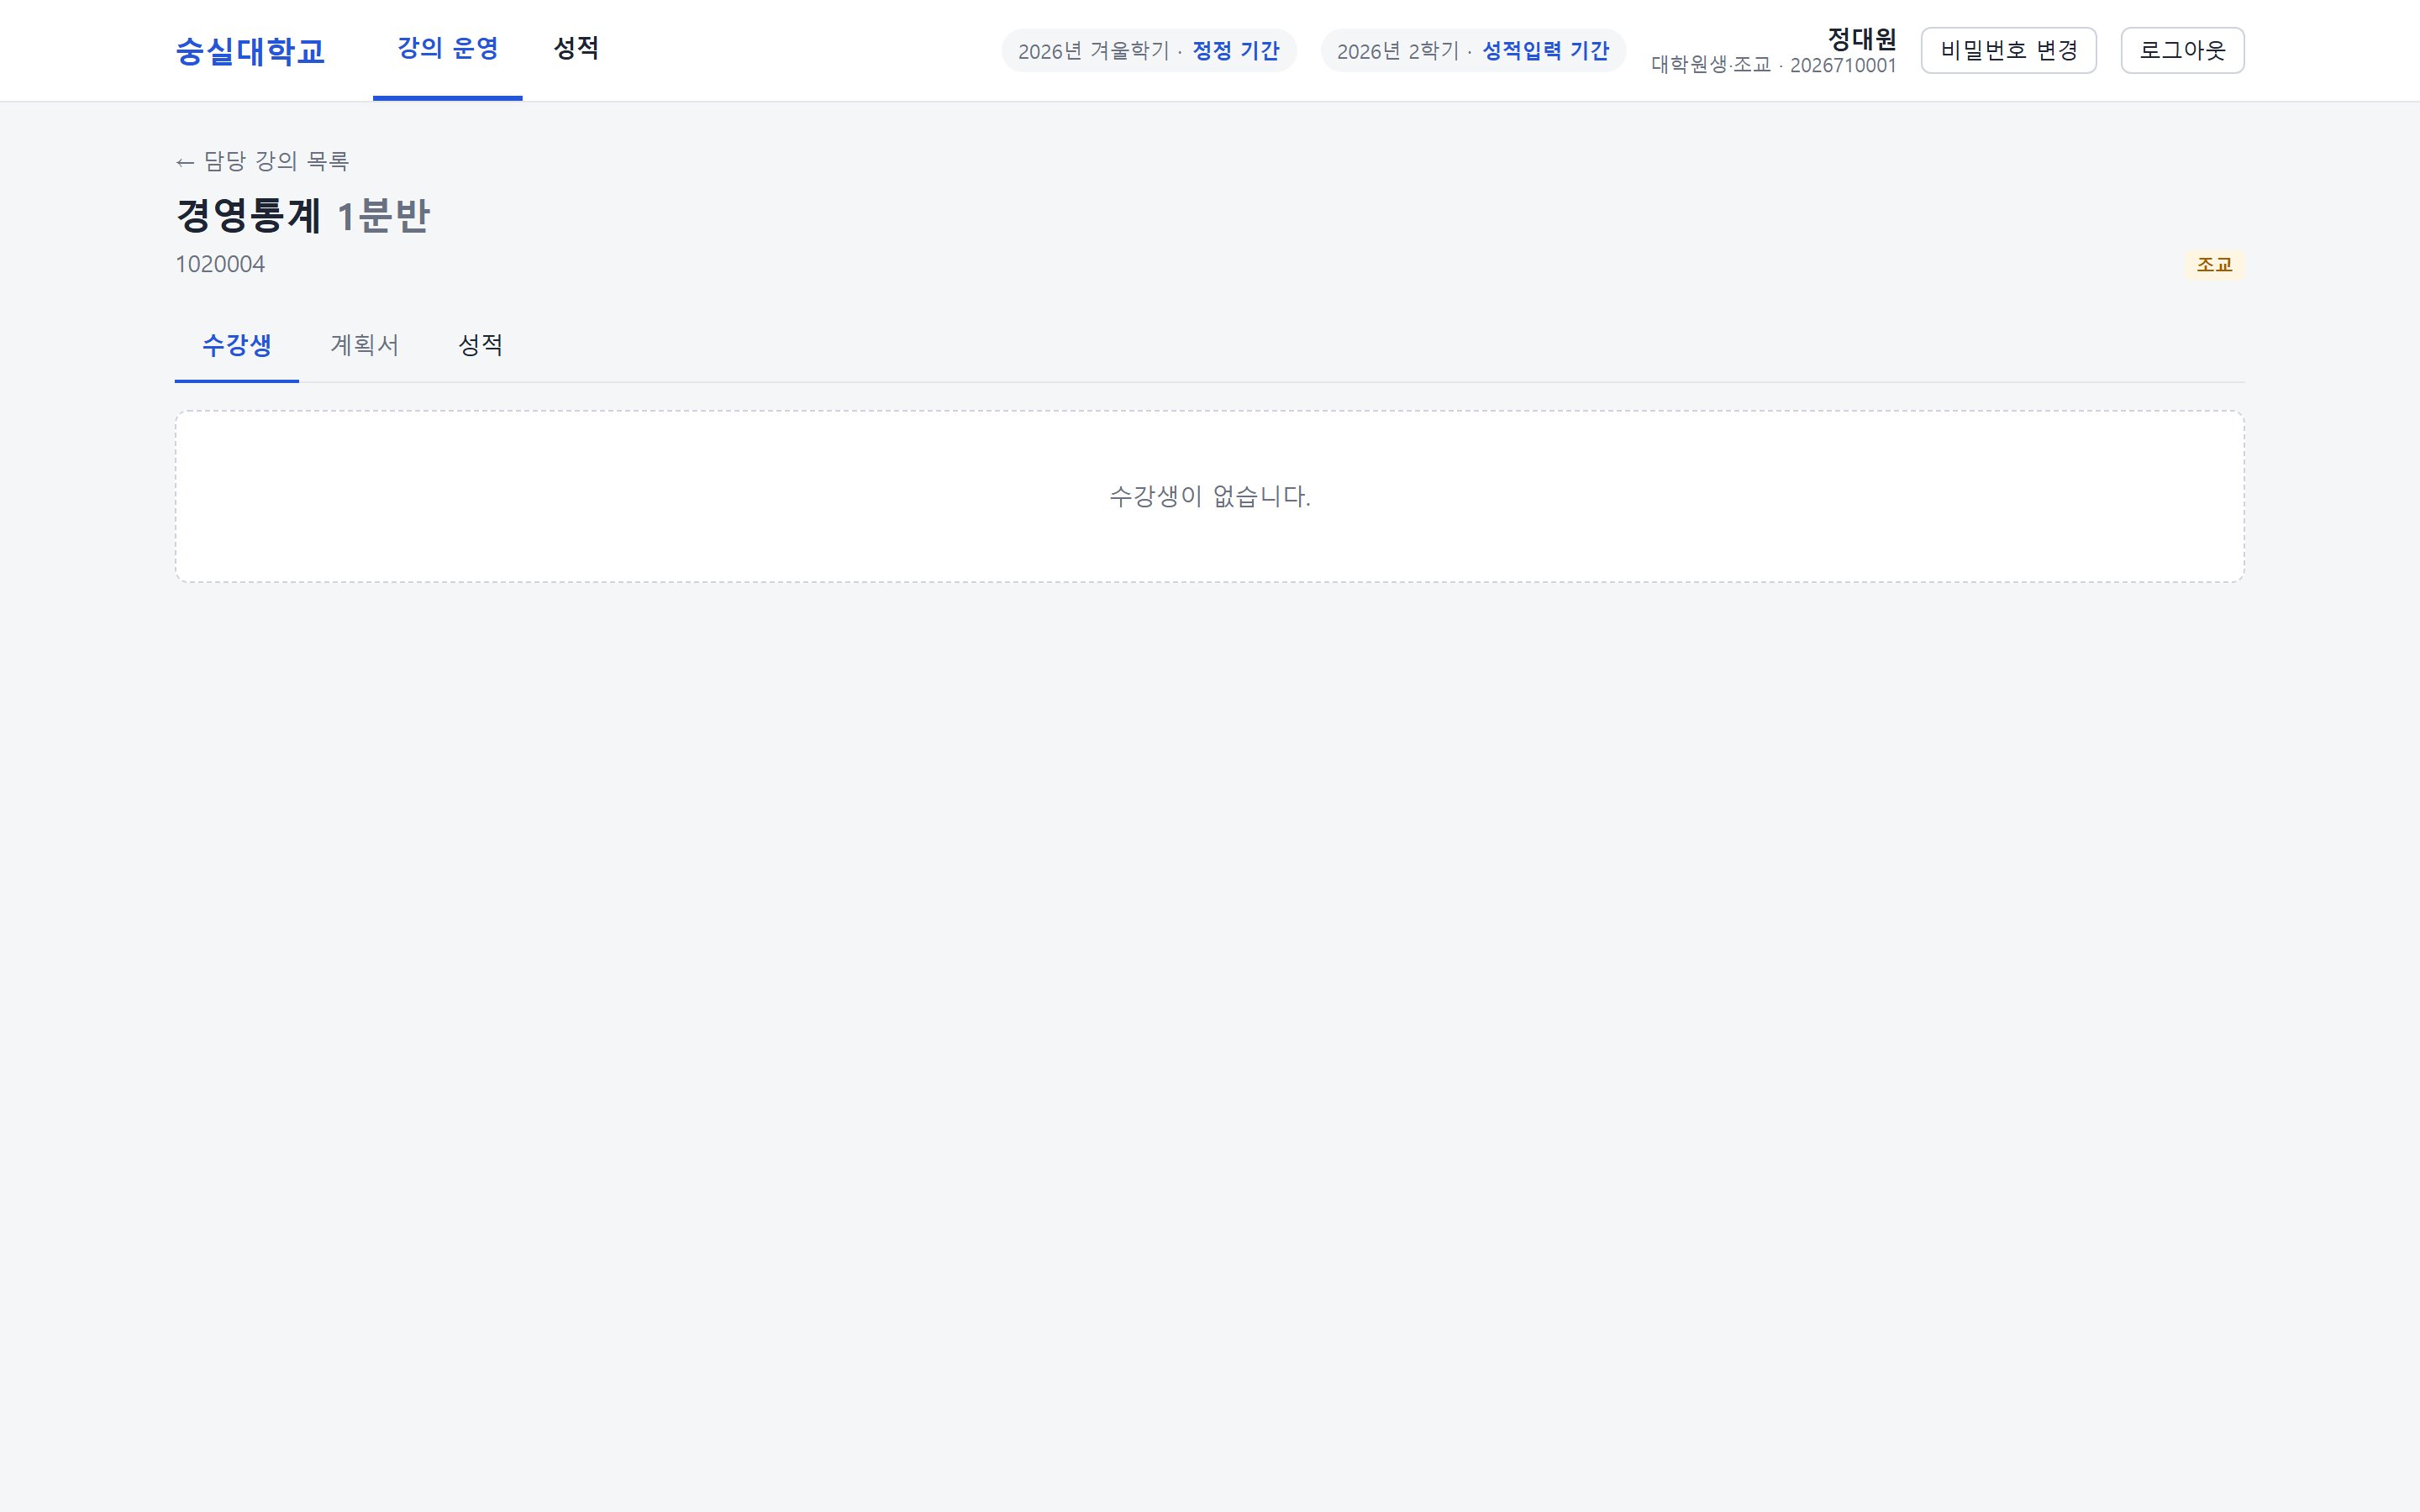 숭실대학교
강의 운영
성적
2026년 겨울학기 · 정정 기간
2026년 2학기 · 성적입력 기간
정대원
대학원생·조교 · 2026710001
비밀번호 변경
로그아웃
← 담당 강의 목록
경영통계 1분반
1020004
조교
수강생
계획서
성적
수강생이 없습니다.